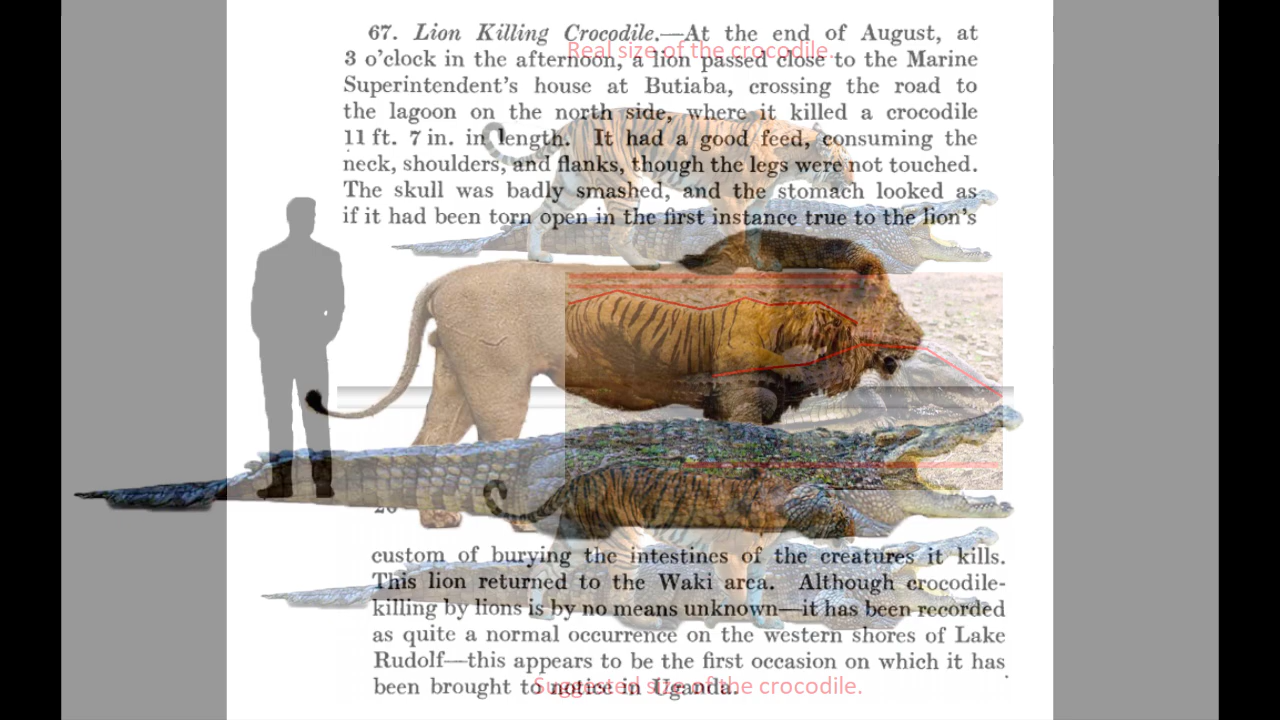 67. Lion Killing Crocodile.—At the end of August, at
Real size of the crocodile.
3 o'clock in the afternoon, a lion passed close to the Marine
Superintendent's house at Butiaba, crossing the road to
the lagoon on the north side, where it killed a crocodile
11 ft. 7 in. in length. It had a good feed, consuming the
neck, shoulders, and flanks, though the legs were not touched.
The skull was badly smashed, and the stomach looked as
if it had been torn open in the first instance true to the lion's
20
custom of burying the intestines of the creatures it kills.
This lion returned to the Waki area. Although crocodile-
killing by lions is by no means unknown—it has been recorded
as quite a normal occurrence on the western shores of Lake
Rudolf—this appears to be the first occasion on which it has
been brought to notice in Uganda.
Suggested size of the crocodile.